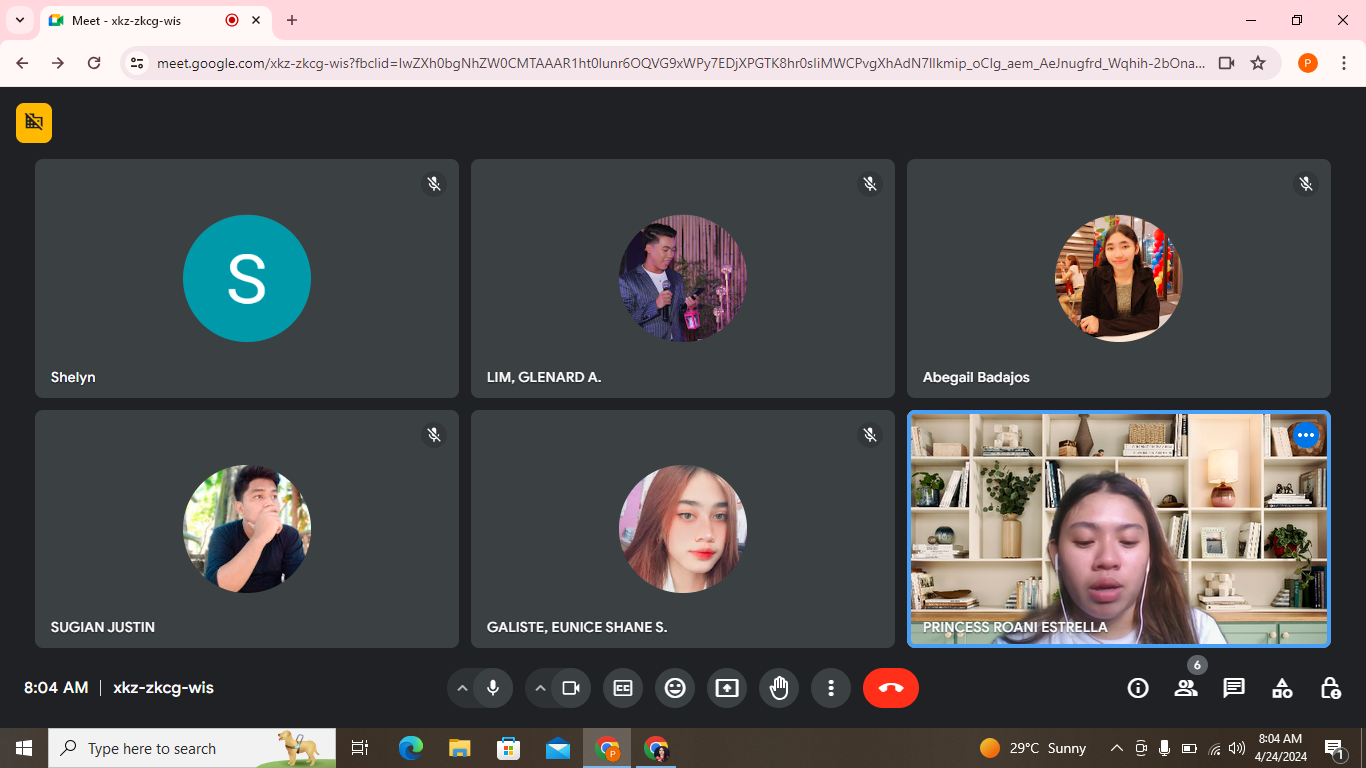 Meet - xkz-zkcg-wis
meet.google.com/xkz-zkcg-wis?fbclid=IwZXh0bgNhZW0CMTAAAR1ht0Iunr6OQVG9xWPy7EDjXPGTK8hr0sliMWCPvgXhAdN7lIkmip_oCIg_aem_AeJnugfrd_Wqhih-2bOna...
P
S
Shelyn
LIM, GLENARD A.
Abegail Badajos
SUGIAN JUSTIN
GALISTE, EUNICE SHANE S.
PRINCESS ROANI ESTRELLA
8:04 AM | xkz-zkcg-wis
CC
6
Type here to search
P
29°C Sunny
8:04 AM
4/24/2024
1